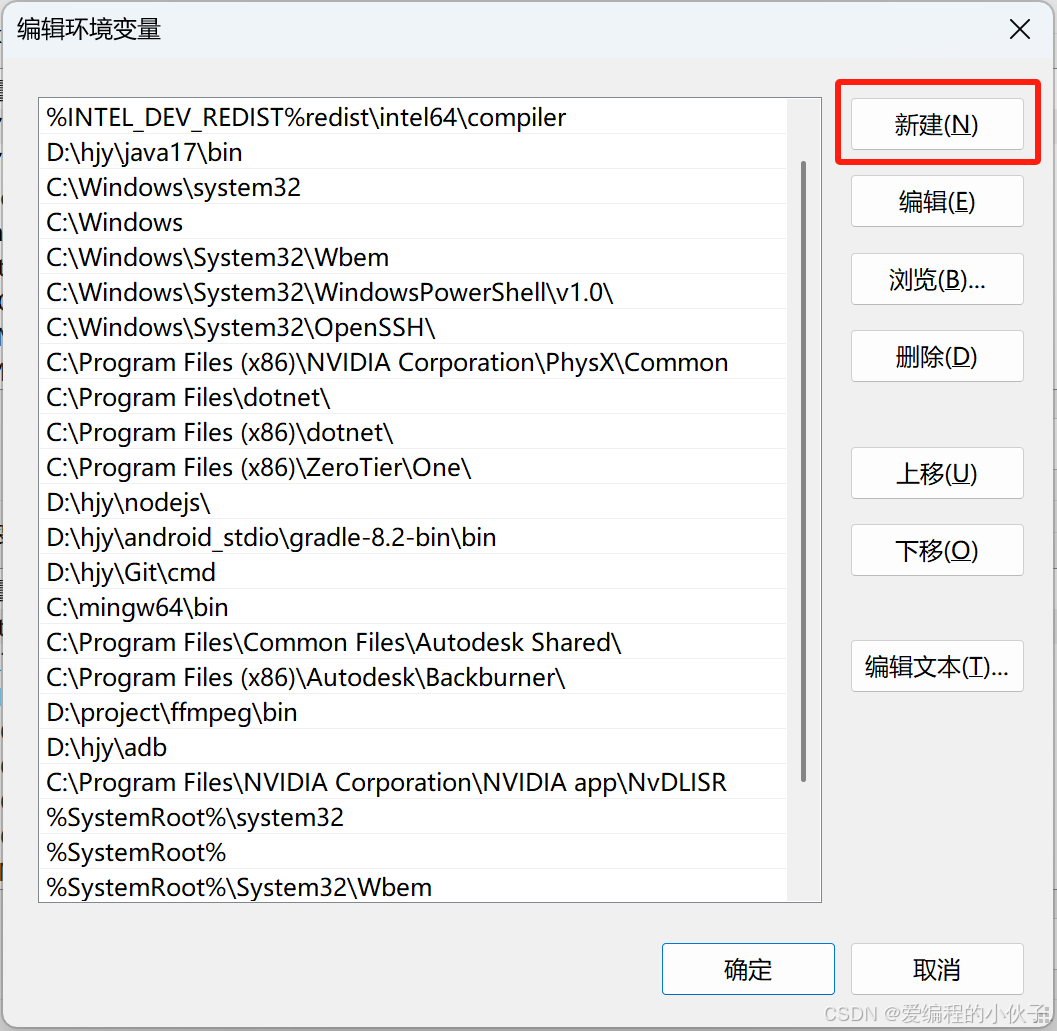 编辑环境变量
%INTEL_DEV_REDIST%redist\intel64\compiler
D:\hjy\java17\bin
C:\Windows\system32
C:\Windows
C:\Windows\System32\Wbem
C:\Windows\System32\WindowsPowerShell\v1.0\
C:\Windows\System32\OpenSSH\
C:\Program Files (x86)\NVIDIA Corporation\PhysX\Common
C:\Program Files\dotnet\
C:\Program Files (x86)\dotnet\
C:\Program Files (x86)\ZeroTier\One\
D:\hjy\nodejs\
D:\hjy\android_stdio\gradle-8.2-bin\bin
D:\hjy\Git\cmd
C:\mingw64\bin
C:\Program Files\Common Files\Autodesk Shared\
C:\Program Files (x86)\Autodesk\Backburner\
D:\project\ffmpeg\bin
D:\hjy\adb
C:\Program Files\NVIDIA Corporation\NVIDIA app\NvDLISR
%SystemRoot%\system32
%SystemRoot%
%SystemRoot%\System32\Wbem
新建(N)
编辑(E)
浏览(B)...
删除(D)
上移(U)
下移(O)
编辑文本(T)...
确定
取消
CSDN @爱编程的小伙子